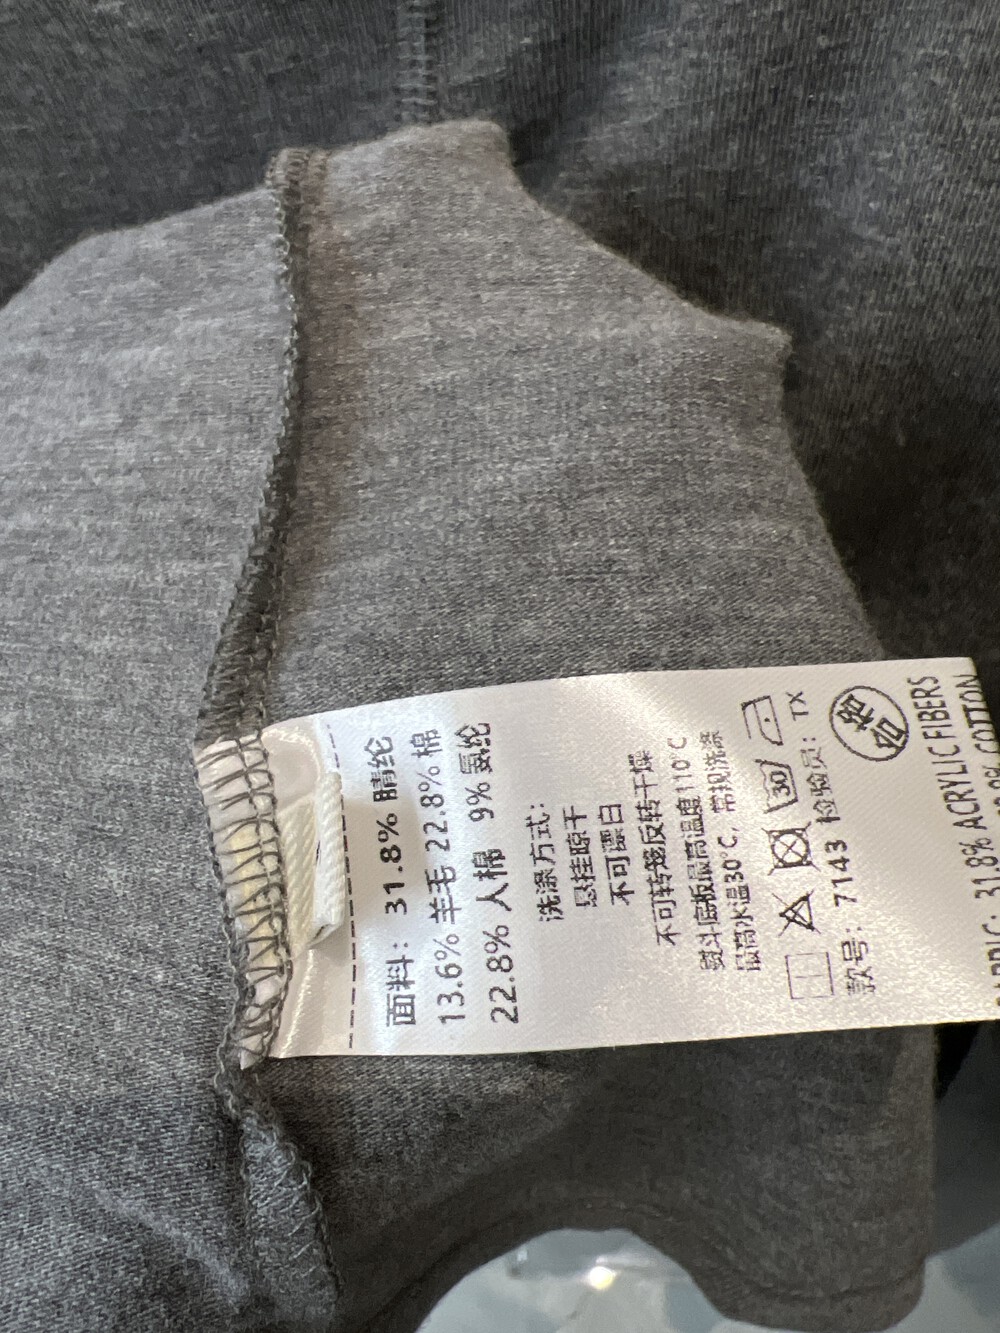 面料: 31.8% 腈纶
13.6% 羊毛 22.8% 棉
22.8% 人棉 9% 氨纶
洗涤方式:
悬挂晾干
不可漂白
不可转笼反转干燥
熨斗底板最高温度110°C
最高水温30°C, 常规洗涤
30
款号: 7143 检验员: TX
31.8% ACRYLIC FIBERS
COTTON